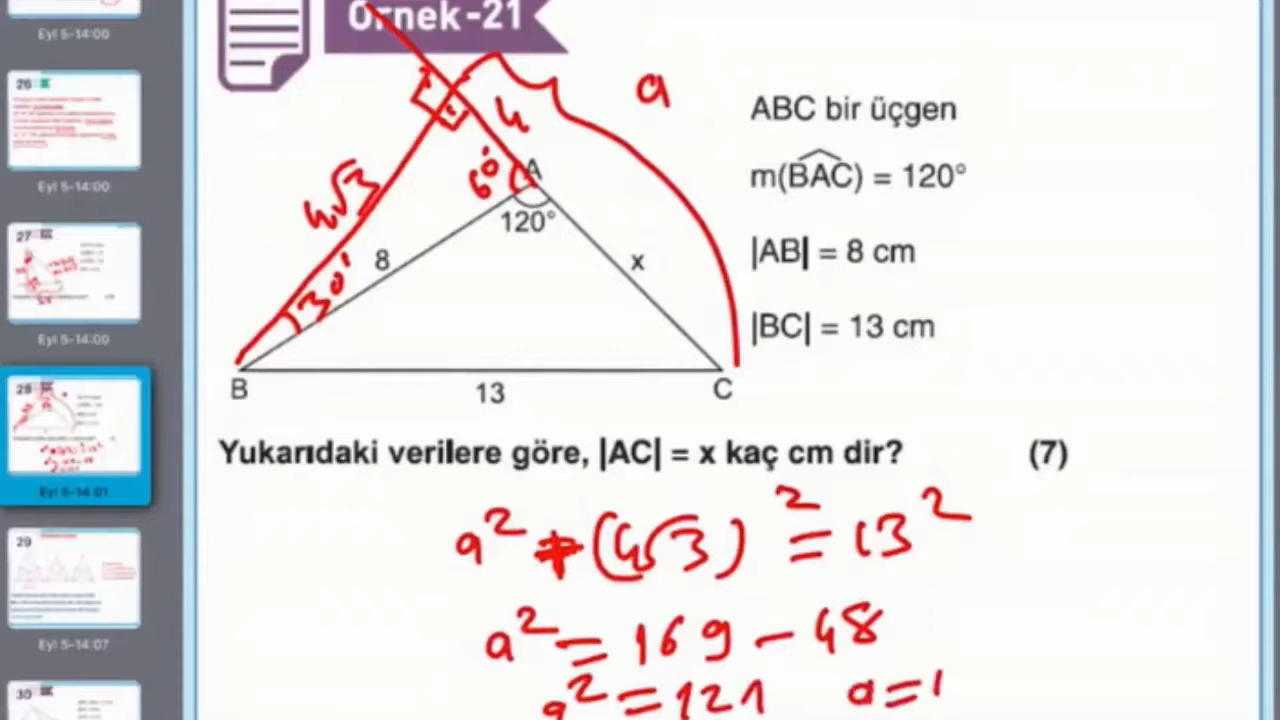 Eyl 5-14:00
26
Eyl 5-14:00
27
Eyl 5-14:00
28
Eyl 5-14:01
29
Eyl 5-14:07
30
Örnek -21
a
4
A
60°
120°
4√3
8
30°
x
B
13
C
ABC bir üçgen
m(BAC) = 120°
|AB| = 8 cm
|BC| = 13 cm
Yukarıdaki verilere göre, |AC| = x kaç cm dir? (7)
a² + (4√3)² = 13²
a² = 169 - 48
a² = 121 a = 1